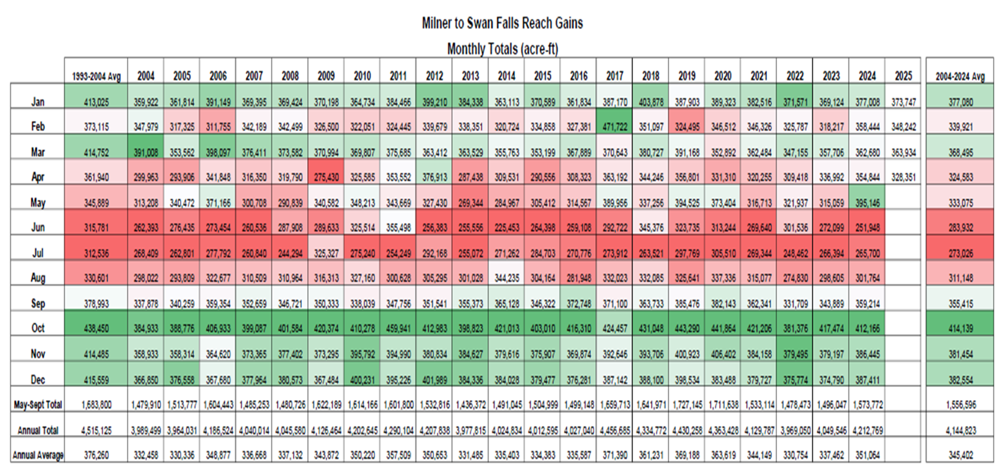 Milner to Swan Falls Reach Gains
Monthly Totals (acre-ft)
1993-2004 Avg 2004 2005 2006 2007 2008 2009 2010 2011 2012 2013 2014 2015 2016 2017 2018 2019 2020 2021 2022 2023 2024 2025 2004-2024 Avg
Jan 413,025 359,922 361,814 391,149 369,395 369,424 370,198 364,734 384,466 399,210 384,338 363,113 370,589 361,834 387,170 403,878 387,903 389,323 382,516 371,571 369,124 377,008 373,747 377,080
Feb 373,115 347,979 317,325 311,755 342,189 342,499 326,500 322,051 324,445 339,679 338,351 320,724 334,858 327,381 471,722 351,097 324,495 346,512 346,326 325,787 318,217 358,444 348,242 339,921
Mar 414,752 391,008 353,562 398,097 376,411 373,582 370,994 369,807 375,685 363,412 363,529 355,763 353,199 367,889 370,643 380,727 391,168 352,892 362,484 347,155 357,706 362,680 363,934 368,495
Apr 361,940 299,963 293,906 341,848 316,350 319,790 275,430 325,585 353,552 376,913 287,438 309,531 290,556 308,323 363,192 344,246 356,801 331,310 320,255 309,418 336,992 354,844 328,351 324,583
May 345,889 313,208 340,472 371,166 300,708 290,839 340,582 348,213 343,669 327,430 269,344 284,967 305,412 314,567 389,956 337,256 394,525 373,404 316,713 321,937 315,059 395,146 333,075
Jun 315,781 262,393 276,435 273,454 260,536 287,908 289,633 325,514 355,498 256,383 255,556 225,453 264,398 259,108 292,722 345,376 323,735 313,244 269,640 301,536 272,099 251,948 283,932
Jul 312,536 268,409 262,801 277,792 260,840 244,294 325,327 275,240 254,249 292,168 255,072 271,262 284,703 270,776 273,912 263,521 297,769 305,510 269,344 248,462 266,394 265,700 273,026
Aug 330,601 298,022 293,809 322,677 310,509 310,964 316,313 327,160 300,628 305,295 301,028 344,235 304,164 281,948 332,023 332,085 325,641 337,336 315,077 274,830 298,605 301,764 311,148
Sep 378,993 337,878 340,259 359,354 352,659 346,721 350,333 338,039 347,756 351,541 355,373 365,128 346,322 372,748 371,100 363,733 385,476 382,143 362,341 331,709 343,889 359,214 355,415
Oct 438,450 384,933 388,776 406,933 399,087 401,584 420,374 410,278 459,941 412,983 398,823 421,013 403,010 416,310 424,457 431,048 443,290 441,864 421,206 381,376 417,474 412,166 414,139
Nov 414,485 358,933 358,314 364,620 373,365 377,402 373,295 395,792 394,990 380,834 384,627 379,616 375,907 369,874 392,646 393,706 400,923 406,402 384,158 379,495 379,197 386,445 381,454
Dec 415,559 366,850 376,558 367,680 377,964 380,573 367,484 400,231 395,226 401,989 384,336 384,028 379,477 376,281 387,142 388,100 398,534 383,488 379,727 375,774 374,790 387,411 382,554
May-Sept Total 1,683,800 1,479,910 1,513,777 1,604,443 1,485,253 1,480,726 1,622,189 1,614,166 1,601,800 1,532,816 1,436,372 1,491,045 1,504,999 1,499,148 1,659,713 1,641,971 1,727,145 1,711,638 1,533,114 1,478,473 1,496,047 1,573,772 1,556,596
Annual Total 4,515,125 3,989,499 3,964,031 4,186,524 4,040,014 4,045,580 4,126,464 4,202,645 4,290,104 4,207,838 3,977,815 4,024,834 4,012,595 4,027,040 4,456,685 4,334,772 4,430,258 4,363,428 4,129,787 3,969,050 4,049,546 4,212,769 4,144,823
Annual Average 376,260 332,458 330,336 348,877 336,668 337,132 343,872 350,220 357,509 350,653 331,485 335,403 334,383 335,587 371,390 361,231 369,188 363,619 344,149 330,754 337,462 351,064 345,402